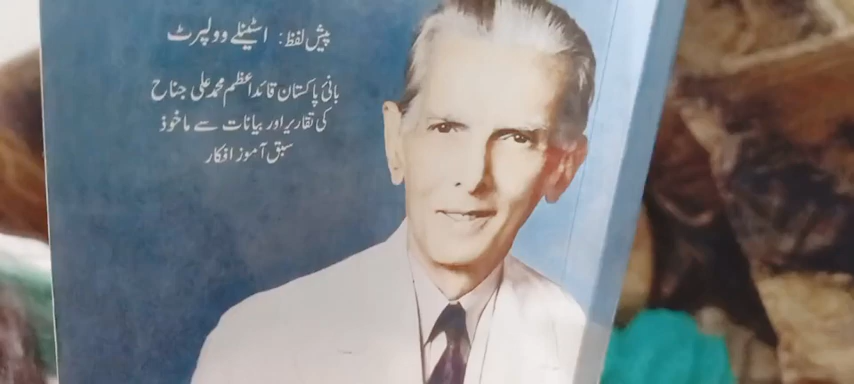 پیش لفظ: اسٹینلے وولپرٹ
بانیٔ پاکستان قائداعظم محمد علی جناح
کی تقاریر اور بیانات سے ماخوذ
سبق آموز افکار